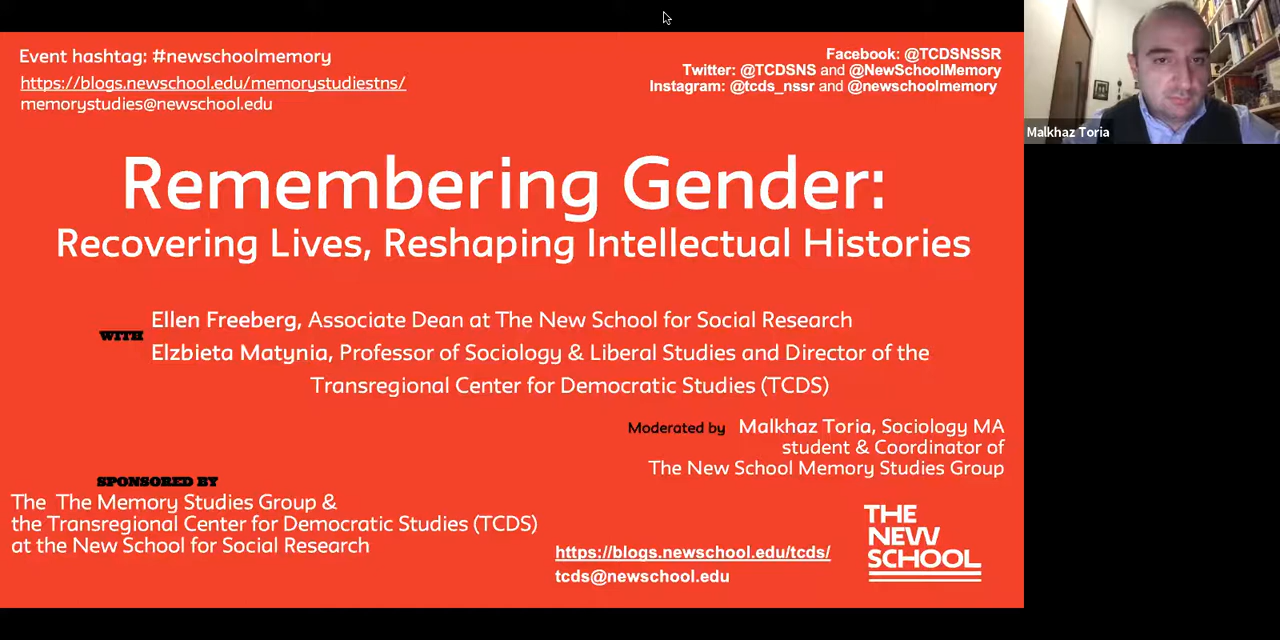 Event hashtag: #newschoolmemory
https://blogs.newschool.edu/memorystudiestns/
memorystudies@newschool.edu
Facebook: @TCDSNSSR
Twitter: @TCDSNS and @NewSchoolMemory
Instagram: @tcds_nssr and @newschoolmemory
Malkhaz Toria
Remembering Gender:
Recovering Lives, Reshaping Intellectual Histories
WITH
Ellen Freeberg, Associate Dean at The New School for Social Research
Elzbieta Matynia, Professor of Sociology & Liberal Studies and Director of the
Transregional Center for Democratic Studies (TCDS)
Moderated by Malkhaz Toria, Sociology MA
student & Coordinator of
The New School Memory Studies Group
SPONSORED BY
The The Memory Studies Group &
the Transregional Center for Democratic Studies (TCDS)
at the New School for Social Research
https://blogs.newschool.edu/tcds/
tcds@newschool.edu
THE
NEW
SCHOOL